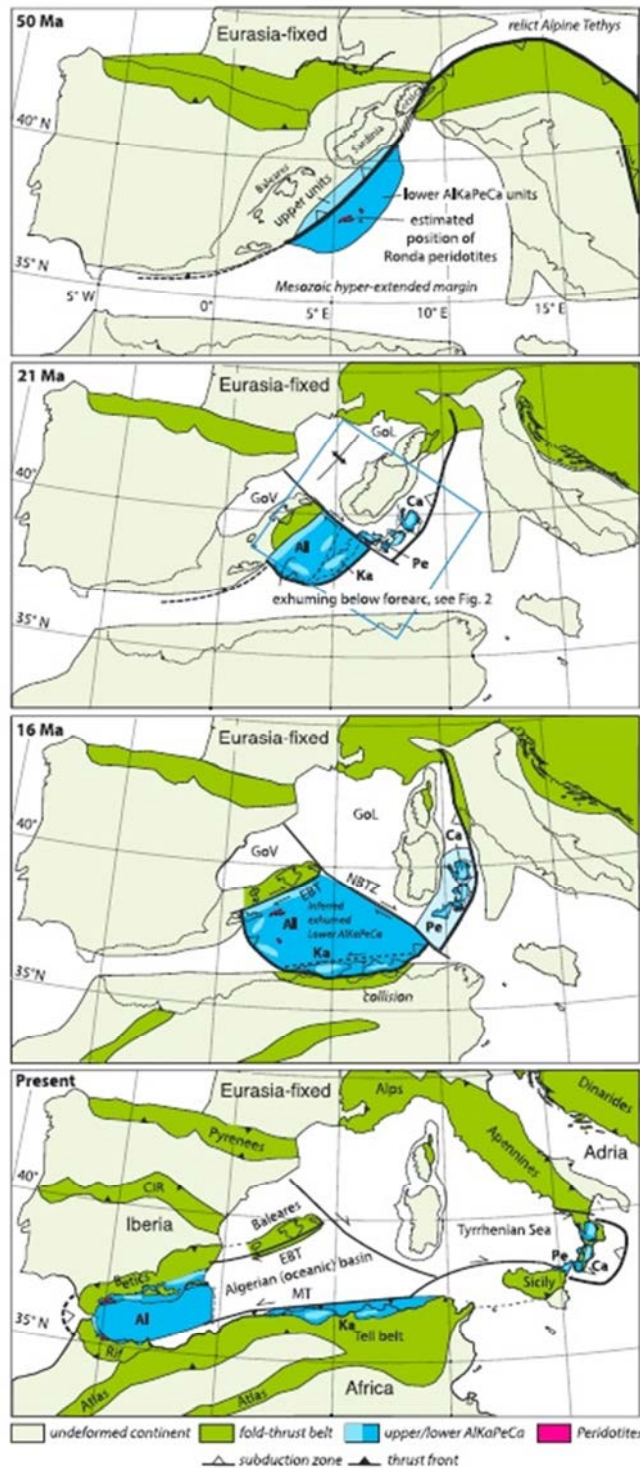 50 Ma
Eurasia-fixed
relict Alpine Tethys
40° N
Corsica
Sardinia
Baleares
upper units
lower AlKaPeCa units
estimated
position of
Ronda peridotites
35° N
Mesozoic hyper-extended margin
5° W
0°
5° E
10° E
15° E
21 Ma
Eurasia-fixed
GoL
40°N
GoV
Ca
Al
Pe
Ka
exhuming below forearc, see Fig. 2
35°N
16 Ma
Eurasia-fixed
GoL
40°N
Ca
GoV
NBTZ
EBT
Inferred
exhumed
Lower AlKaPeCa
Al
Pe
Ka
35°N
collision
Present
Eurasia-fixed
Alps
Dinarides
Pyrenees
Apennines
Adria
40°
CIR
Baleares
Iberia
Tyrrhenian Sea
EBT
Pe
Ca
Betics
Algerian (oceanic) basin
Sicily
MT
35°N
Al
Ka
Rif
Tell belt
Atlas
Atlas
Africa
undeformed continent
fold-thrust belt
upper/lower AlKaPeCa
Peridotites
subduction zone
thrust front